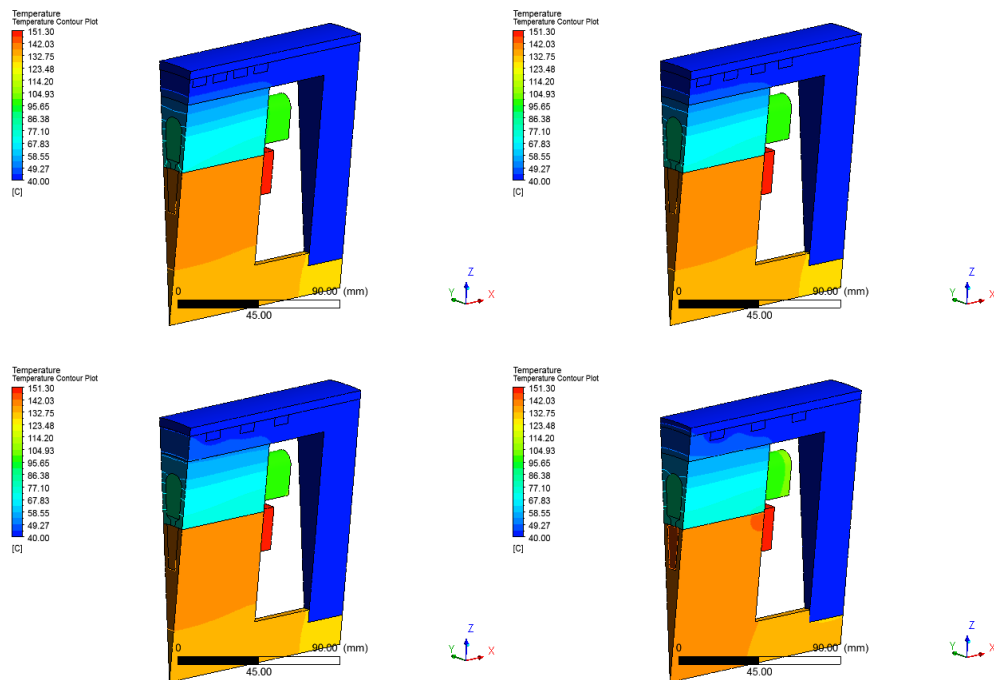 Temperature
Temperature Contour Plot
151.30
142.03
132.75
123.48
114.20
104.93
95.65
86.38
77.10
67.83
58.55
49.27
40.00
[C]
0
90.00 (mm)
45.00
Z
Y
X
Temperature
Temperature Contour Plot
151.30
142.03
132.75
123.48
114.20
104.93
95.65
86.38
77.10
67.83
58.55
49.27
40.00
[C]
0
90.00 (mm)
45.00
Z
Y
X
Temperature
Temperature Contour Plot
151.30
142.03
132.75
123.48
114.20
104.93
95.65
86.38
77.10
67.83
58.55
49.27
40.00
[C]
0
90.00 (mm)
45.00
Z
Y
X
Temperature
Temperature Contour Plot
151.30
142.03
132.75
123.48
114.20
104.93
95.65
86.38
77.10
67.83
58.55
49.27
40.00
[C]
0
90.00 (mm)
45.00
Z
Y
X